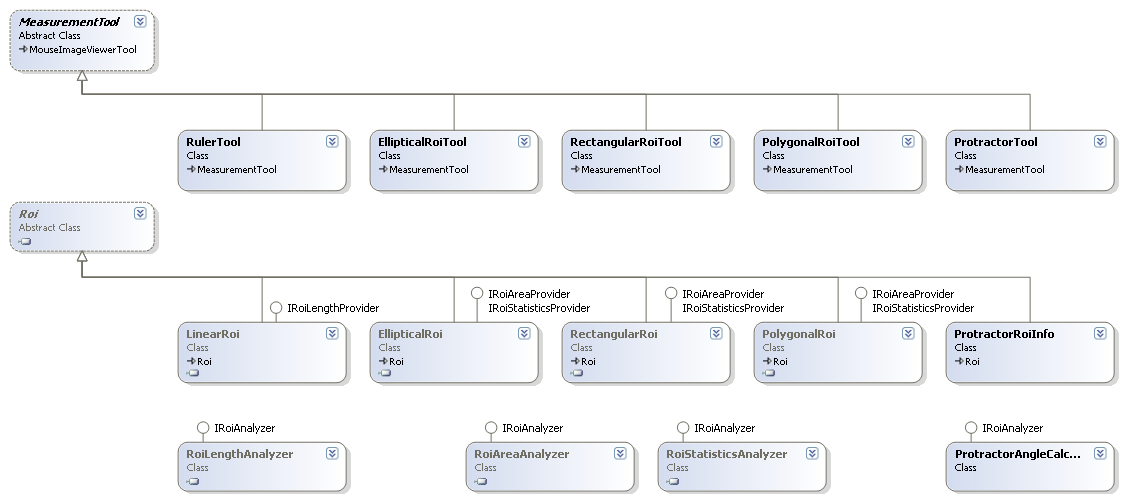 MeasurementTool
Abstract Class
MouseImageViewerTool
RulerTool
Class
MeasurementTool
EllipticalRoiTool
Class
MeasurementTool
RectangularRoiTool
Class
MeasurementTool
PolygonalRoiTool
Class
MeasurementTool
ProtractorTool
Class
MeasurementTool
Roi
Abstract Class
IRoiLengthProvider
LinearRoi
Class
Roi
IRoiAreaProvider
IRoiStatisticsProvider
EllipticalRoi
Class
Roi
IRoiAreaProvider
IRoiStatisticsProvider
RectangularRoi
Class
Roi
IRoiAreaProvider
IRoiStatisticsProvider
PolygonalRoi
Class
Roi
ProtractorRoiInfo
Class
Roi
IRoiAnalyzer
RoiLengthAnalyzer
Class
IRoiAnalyzer
RoiAreaAnalyzer
Class
IRoiAnalyzer
RoiStatisticsAnalyzer
Class
IRoiAnalyzer
ProtractorAngleCalc...
Class